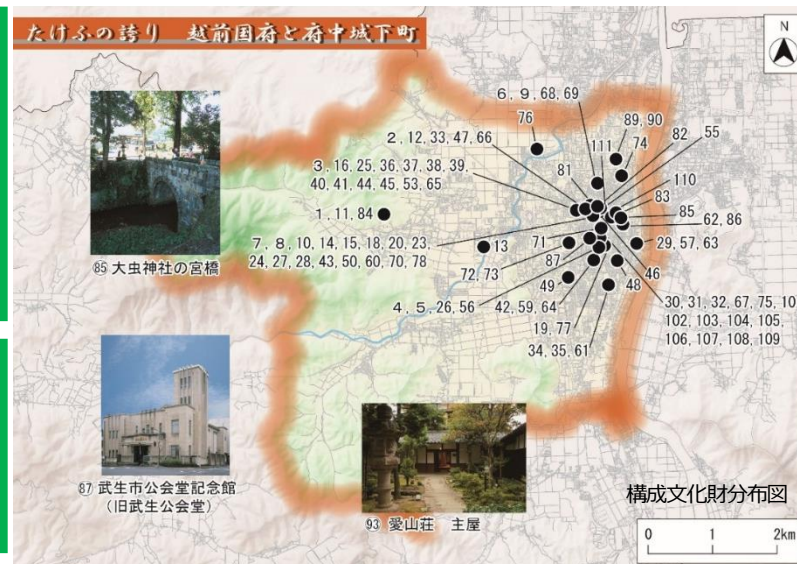 たけふの誇り 越前国府と府中城下町
N
6, 9, 68, 69
89, 90
76
82
55
2, 12, 33, 47, 66
111
74
3, 16, 25, 36, 37, 38, 39,
40, 41, 44, 45, 53, 65
81
110
83
1, 11, 84
85
62, 86
7, 8, 10, 14, 15, 18, 20, 23,
24, 27, 28, 43, 50, 60, 70, 78
13
71
29, 57, 63
72, 73
87
46
49
48
4, 5, 26, 56
42, 59, 64
30, 31, 32, 67, 75, 10
102, 103, 104, 105,
106, 107, 108, 109
19, 77
34, 35, 61
㊺ 大虫神社の宮橋
87 武生市公会堂記念館
(旧武生公会堂)
93 愛山荘 主屋
構成文化財分布図
0 1 2km